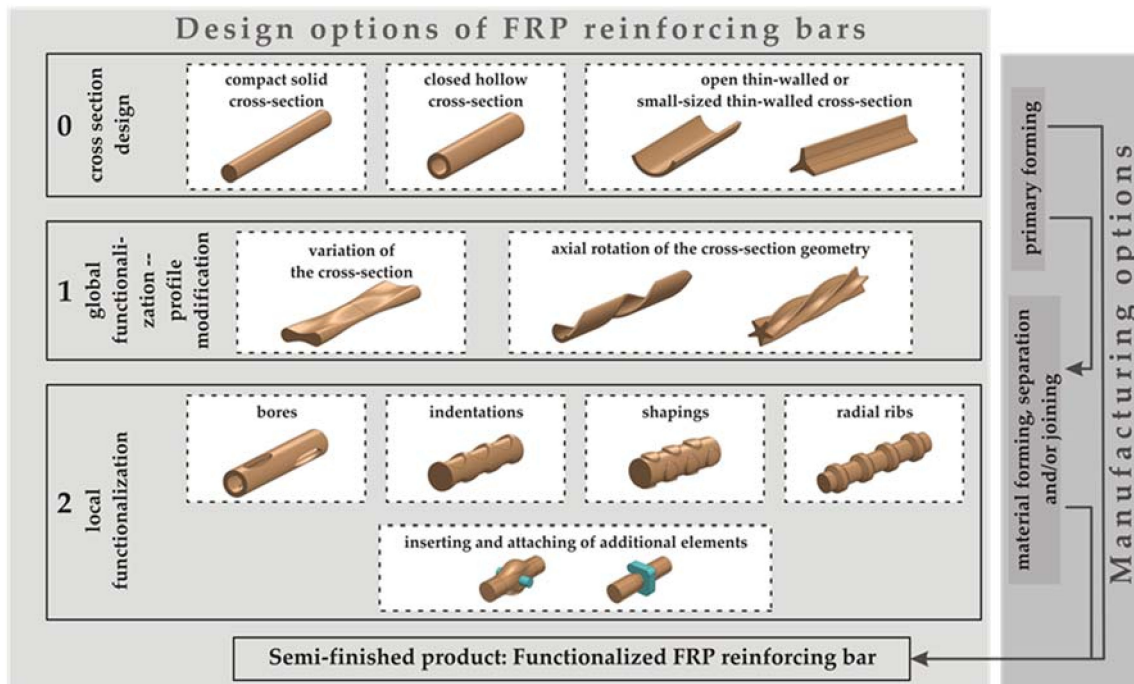 Design options of FRP reinforcing bars
0
cross section
design
compact solid
cross-section
closed hollow
cross-section
open thin-walled or
small-sized thin-walled cross-section
1
global
functionali-
zation --
profile
modification
variation of
the cross-section
axial rotation of the cross-section geometry
2
local
functionalization
bores
indentations
shapings
radial ribs
inserting and attaching of additional elements
Semi-finished product: Functionalized FRP reinforcing bar
primary forming
material forming, separation
and/or joining
Manufacturing options